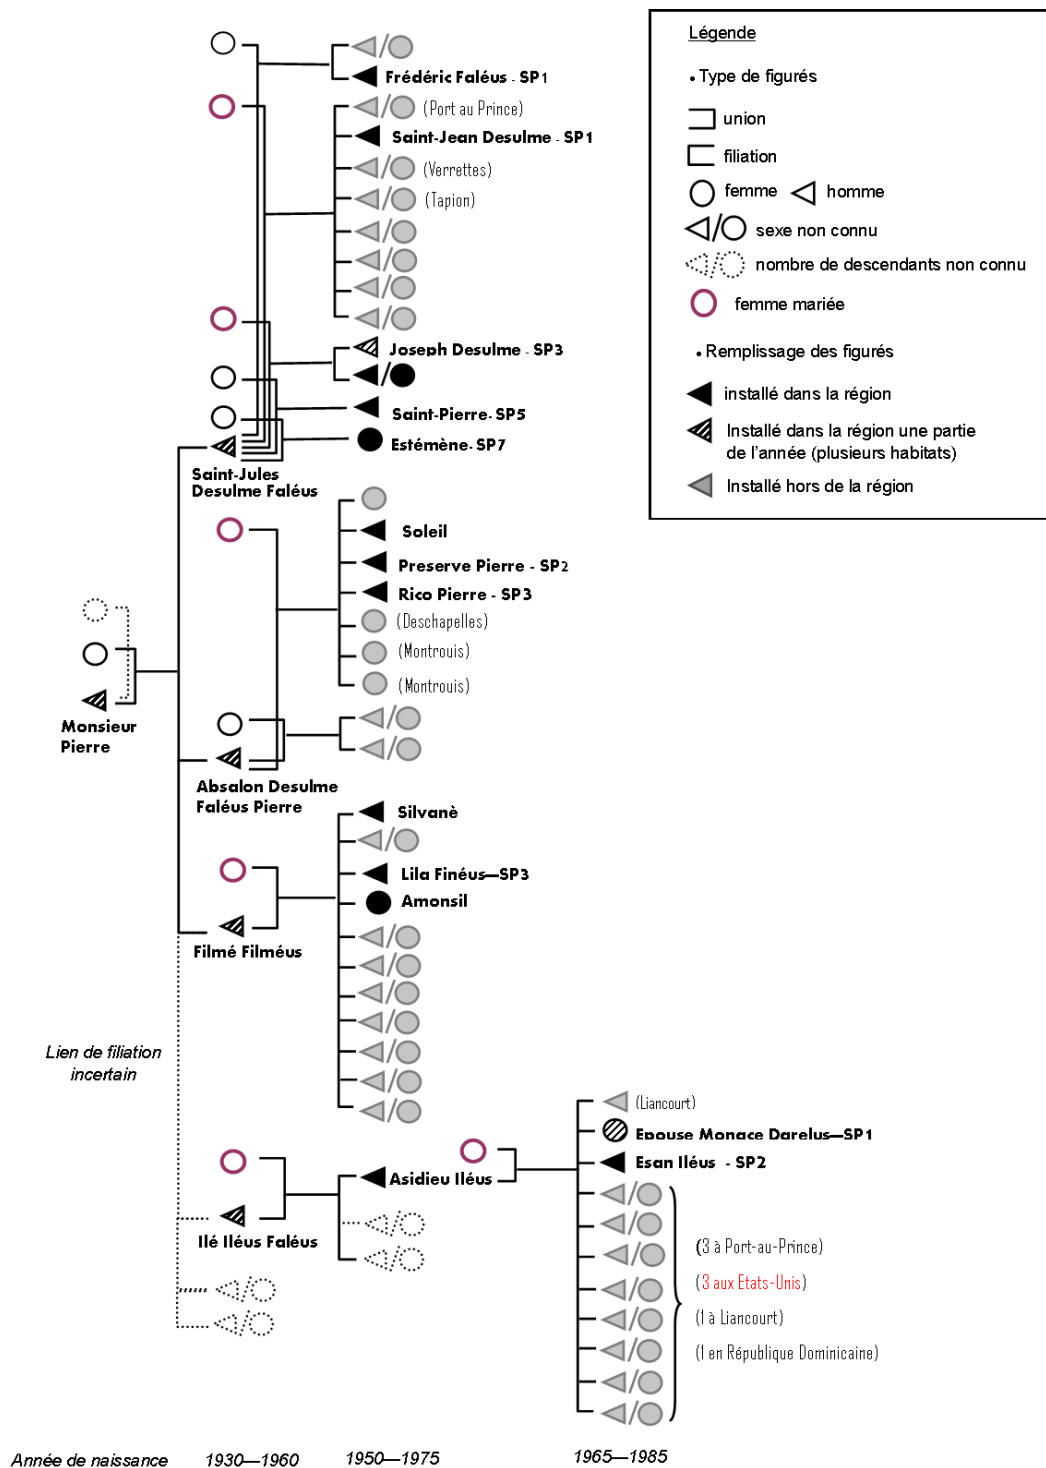 Légende
• Type de figurés
union
filiation
femme
homme
sexe non connu
nombre de descendants non connu
femme mariée
• Remplissage des figurés
installé dans la région
Installé dans la région une partie
de l'année (plusieurs habitats)
Installé hors de la région
Frédéric Faléus - SP1
(Port au Prince)
Saint-Jean Desulme - SP1
(Verrettes)
(Tapion)
Joseph Desulme - SP3
Saint-Pierre- SP5
Estémène- SP7
Saint-Jules
Desulme Faléus
Soleil
Preserve Pierre - SP2
Rico Pierre - SP3
(Deschapelles)
(Montrouis)
(Montrouis)
Monsieur
Pierre
Absalon Desulme
Faléus Pierre
Silvanè
Lila Finéus—SP3
Amonsil
Filmé Filméus
Lien de filiation
incertain
(Liancourt)
Epouse Monace Darelus—SP1
Esan Iléus - SP2
Asidieu Iléus
Ilé Iléus Faléus
(3 à Port-au-Prince)
(3 aux Etats-Unis)
(1 à Liancourt)
(1 en République Dominicaine)
Année de naissance
1930—1960
1950—1975
1965—1985